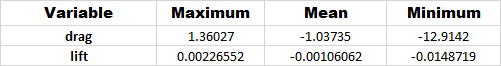 Variable Maximum Mean Minimum
drag 1.36027 -1.03735 -12.9142
lift 0.00226552 -0.00106062 -0.0148719